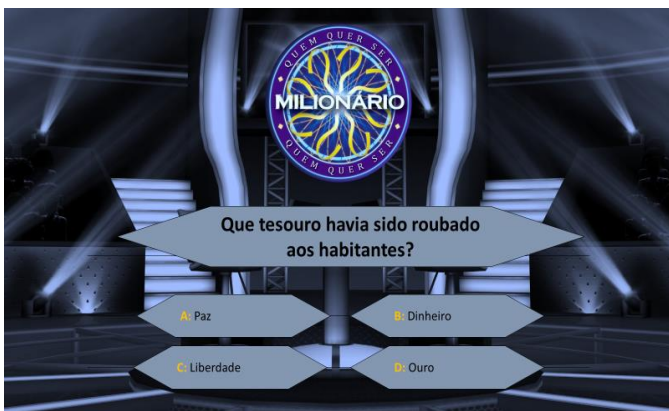 QUEM QUER SER
MILIONÁRIO
QUEM QUER SER
Que tesouro havia sido roubado
aos habitantes?
A: Paz
B: Dinheiro
C: Liberdade
D: Ouro